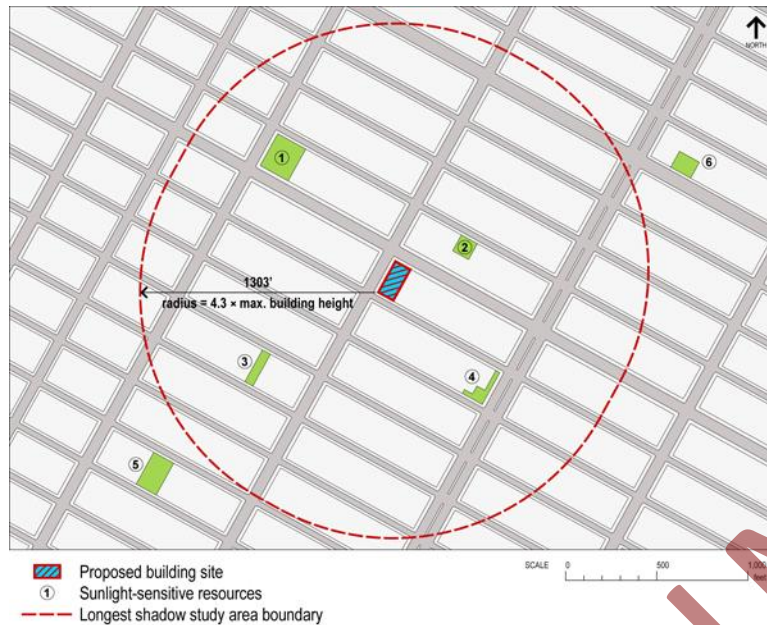 NORTH
1
6
2
1303'
radius = 4.3 × max. building height
3
4
5
Proposed building site
SCALE 0 500 1,000
feet
1 Sunlight-sensitive resources
Longest shadow study area boundary